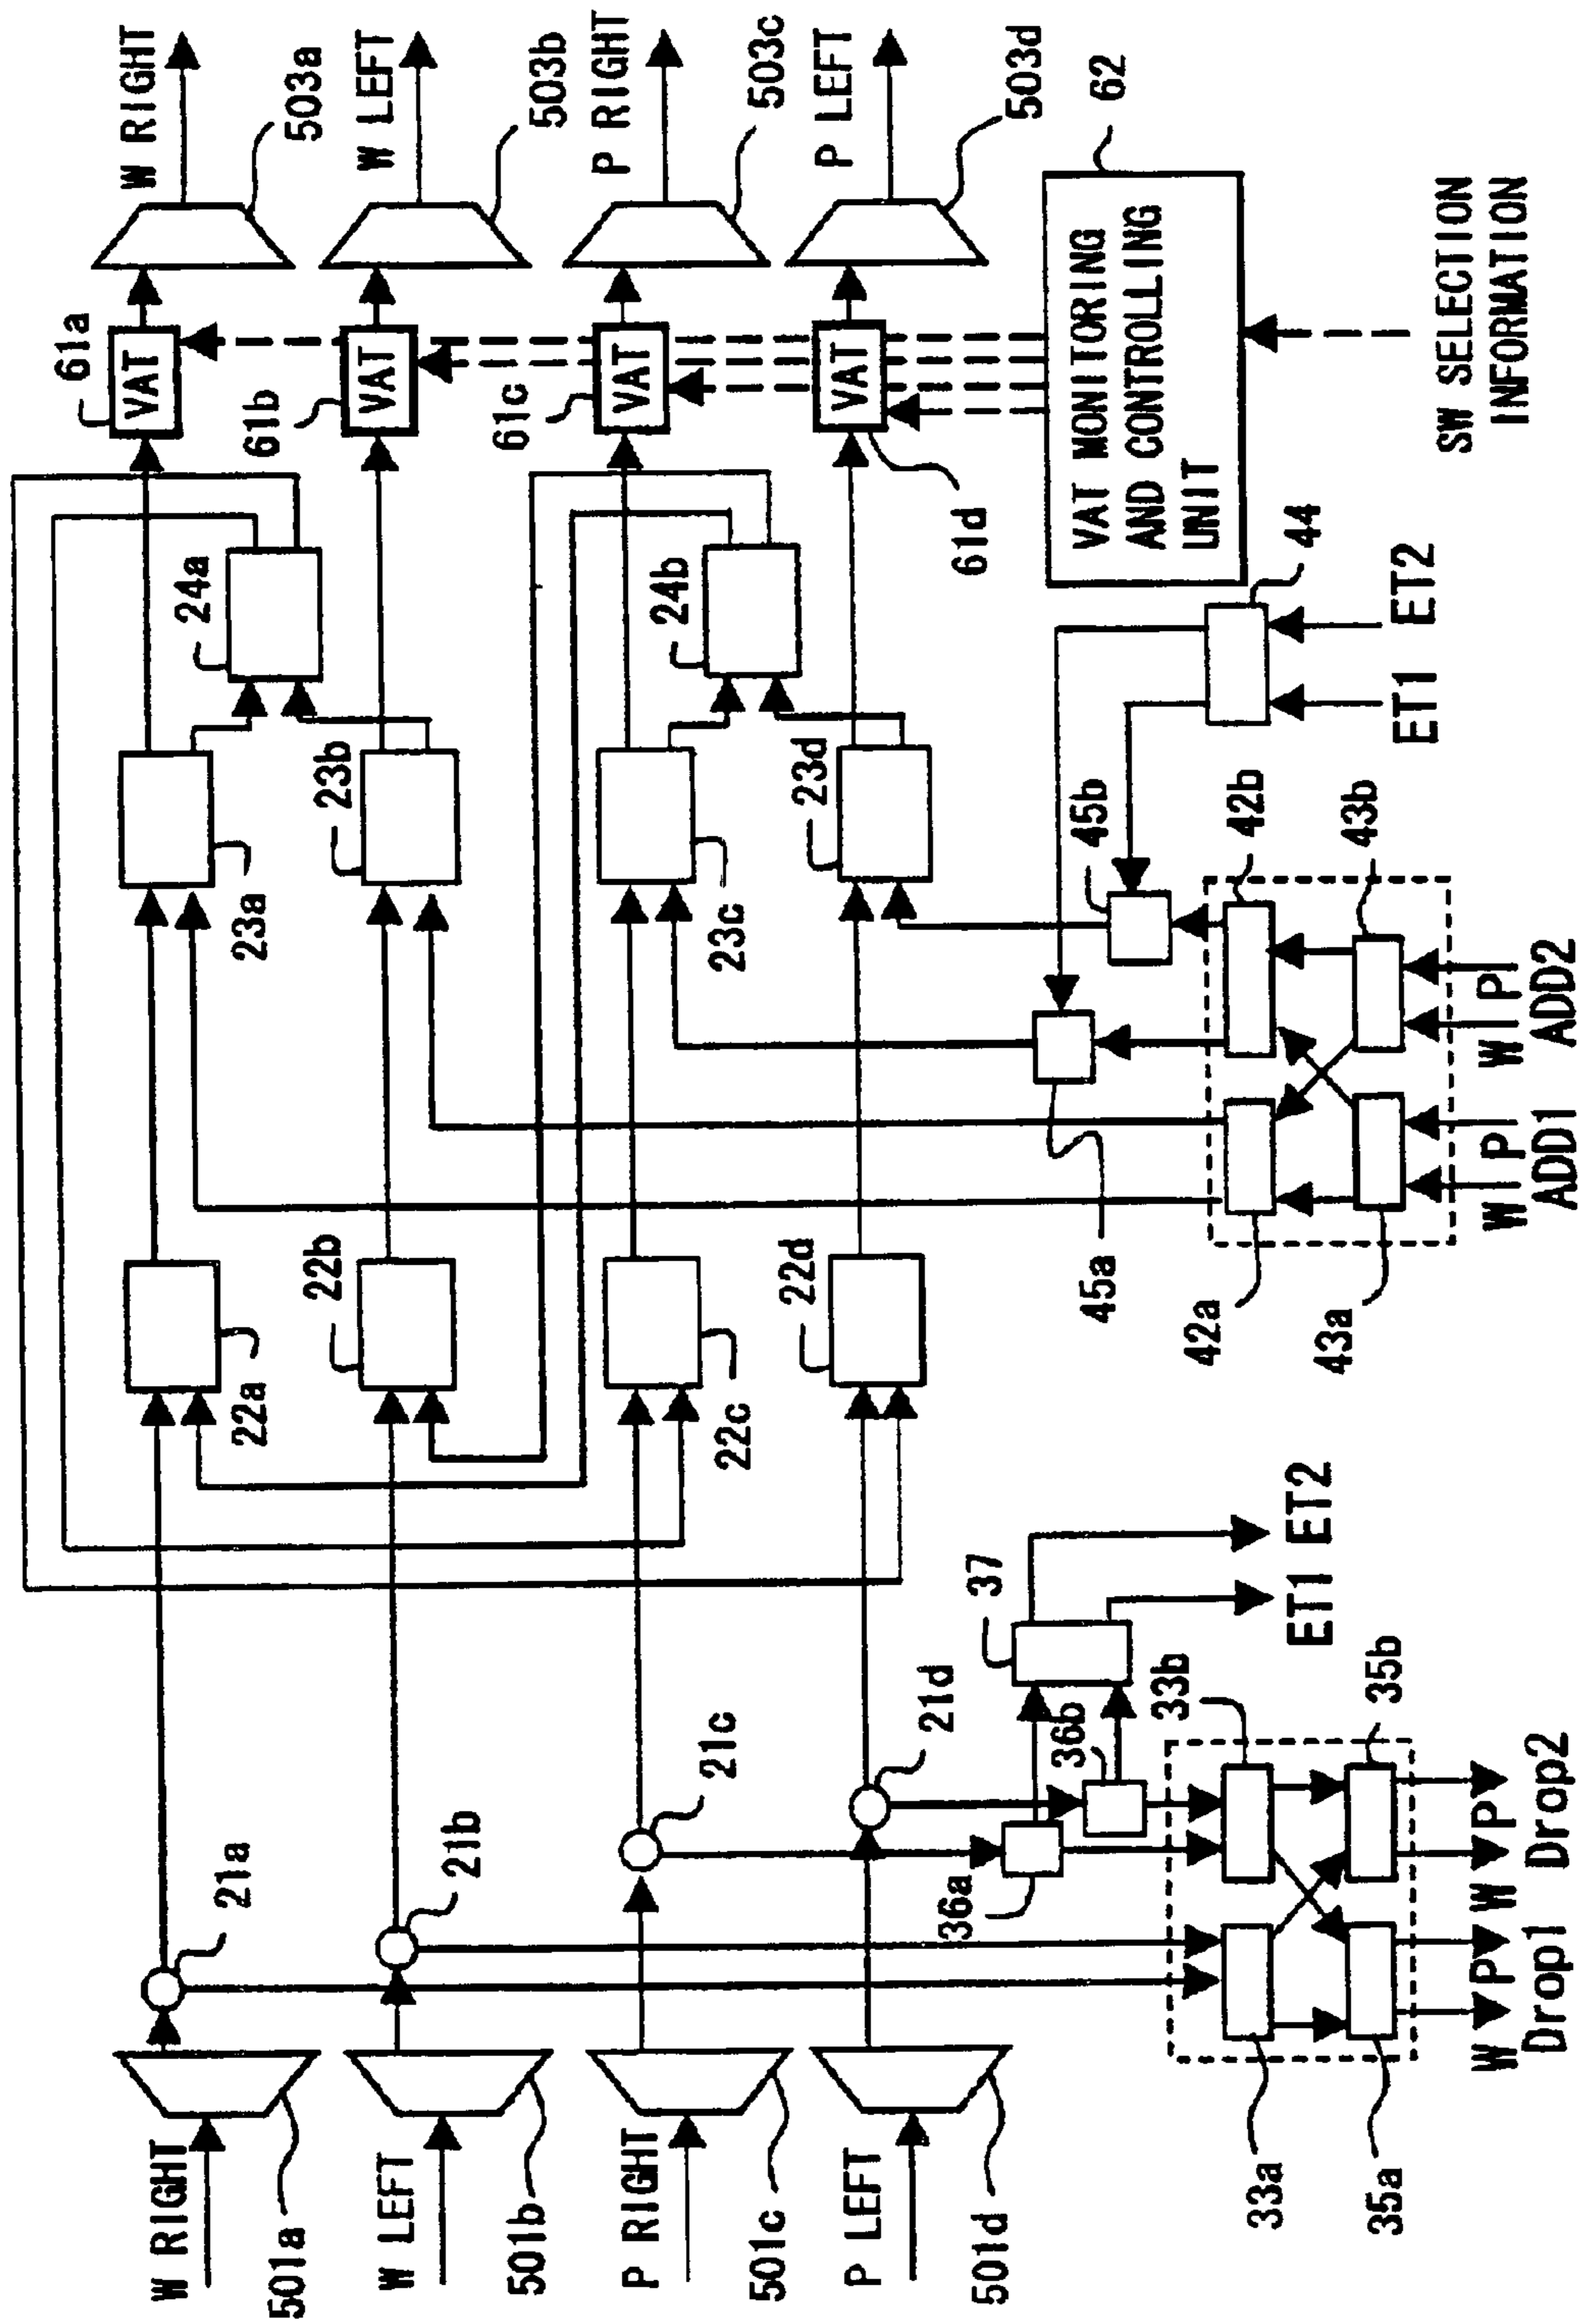 W RIGHT
501a
W LEFT
501b
P RIGHT
501c
P LEFT
501d
21a
21b
21c
21d
36a
36b
37
ET1
ET2
33a
33b
35a
35b
W P
Drop1
W P
Drop2
22a
22b
22c
22d
23a
23b
23c
23d
24a
24b
45a
45b
42a
42b
43a
43b
W P
ADD1
W P
ADD2
44
ET1
ET2
61a
VAT
61b
VAT
61c
VAT
61d
VAT
62
VAT MONITORING
AND CONTROLLING
UNIT
SW SELECTION
INFORMATION
W RIGHT
503a
W LEFT
503b
P RIGHT
503c
P LEFT
503d